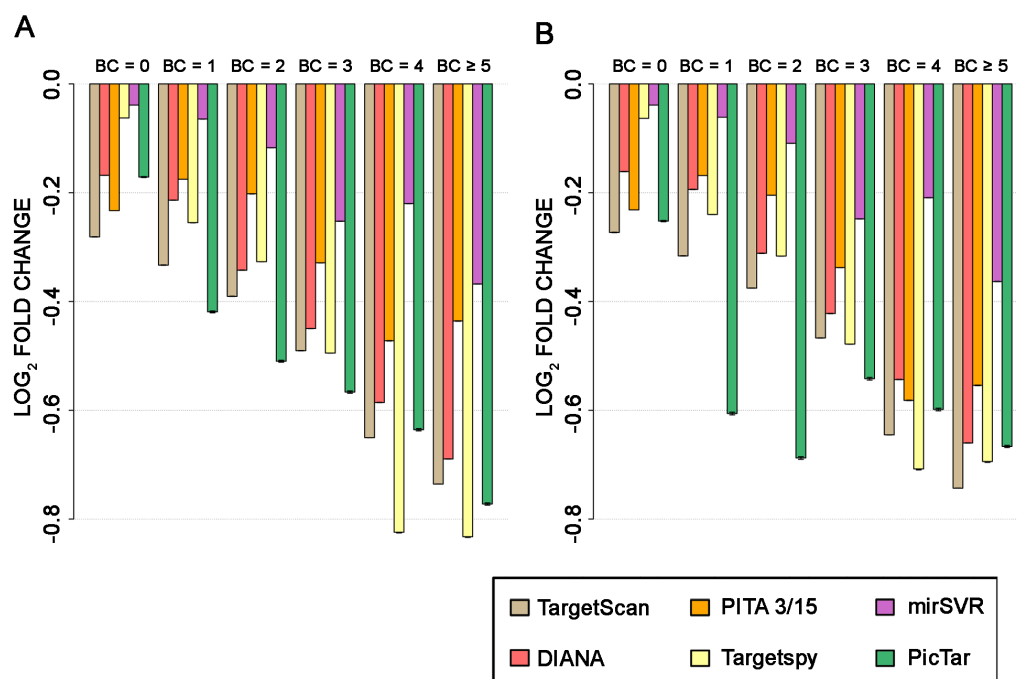 A
BC = 0 BC = 1 BC = 2 BC = 3 BC = 4 BC ≥ 5
0.0
-0.2
-0.4
-0.6
-0.8
LOG2 FOLD CHANGE
B
BC = 0 BC = 1 BC = 2 BC = 3 BC = 4 BC ≥ 5
0.0
-0.2
-0.4
-0.6
-0.8
LOG2 FOLD CHANGE
TargetScan PITA 3/15 mirSVR
DIANA Targetspy PicTar